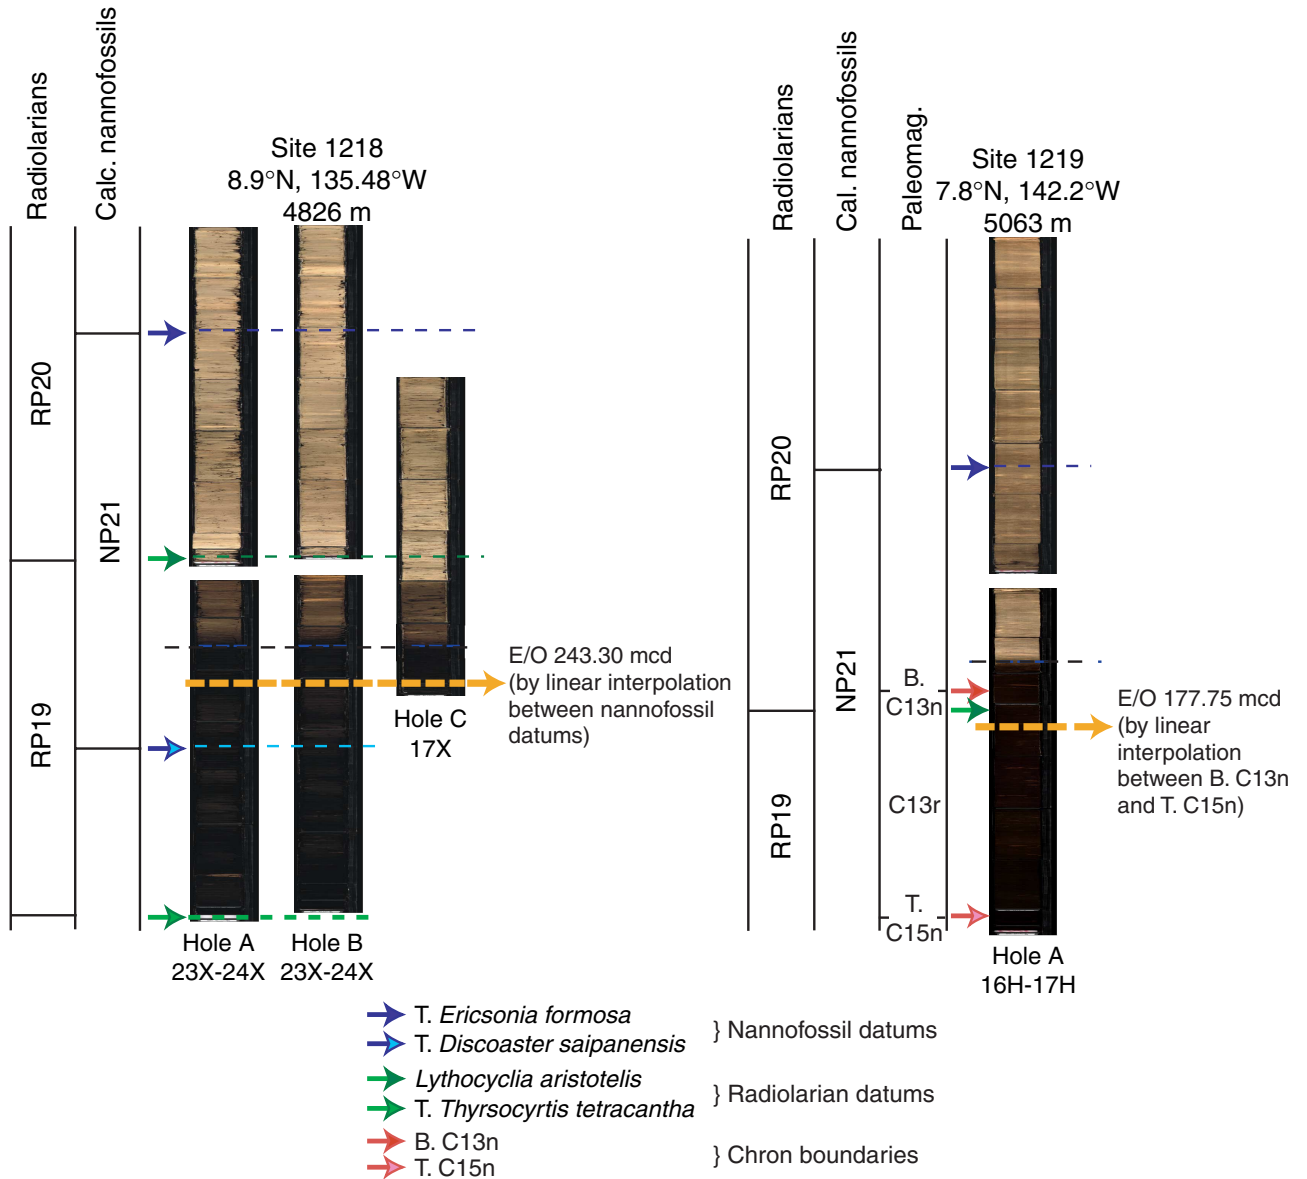 Radiolarians
Calc. nannofossils
Site 1218
8.9°N, 135.48°W
4826 m
RP20
NP21
RP19
E/O 243.30 mcd
(by linear interpolation
between nannofossil
datums)
Hole C
17X
Hole A
23X-24X
Hole B
23X-24X
Radiolarians
Cal. nannofossils
Paleomag.
Site 1219
7.8°N, 142.2°W
5063 m
RP20
NP21
RP19
B.
C13n
C13r
T.
C15n
E/O 177.75 mcd
(by linear
interpolation
between B. C13n
and T. C15n)
Hole A
16H-17H
T. Ericsonia formosa
T. Discoaster saipanensis
} Nannofossil datums
Lythocyclia aristotelis
T. Thyrsocyrtis tetracantha
} Radiolarian datums
B. C13n
T. C15n
} Chron boundaries